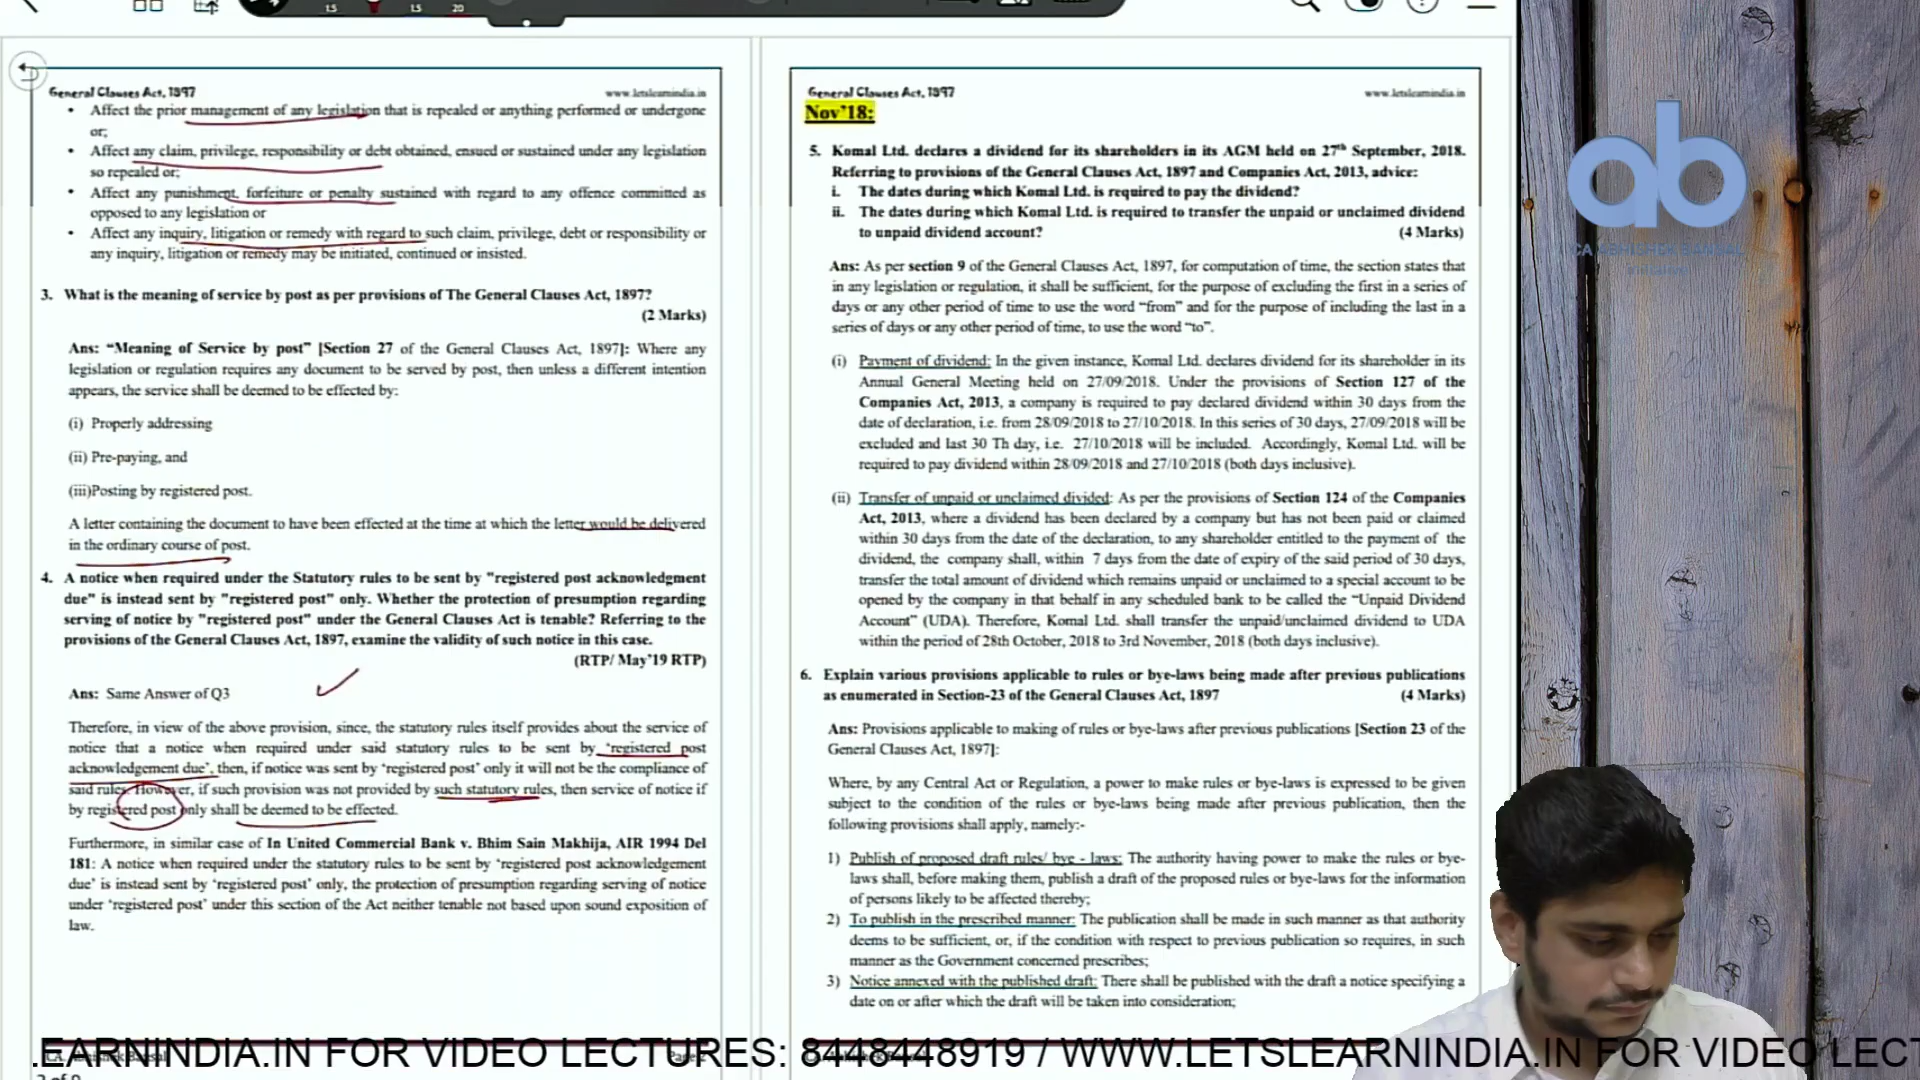 15
15
20
General Clauses Act, 1897 www.letslearnindia.in
• Affect the prior management of any legislation that is repealed or anything performed or undergone
or;
• Affect any claim, privilege, responsibility or debt obtained, ensued or sustained under any legislation
so repealed or;
• Affect any punishment, forfeiture or penalty sustained with regard to any offence committed as
opposed to any legislation or
• Affect any inquiry, litigation or remedy with regard to such claim, privilege, debt or responsibility or
any inquiry, litigation or remedy may be initiated, continued or insisted.
3. What is the meaning of service by post as per provisions of The General Clauses Act, 1897?
(2 Marks)
Ans: “Meaning of Service by post” [Section 27 of the General Clauses Act, 1897]: Where any
legislation or regulation requires any document to be served by post, then unless a different intention
appears, the service shall be deemed to be effected by:
(i) Properly addressing
(ii) Pre-paying, and
(iii)Posting by registered post.
A letter containing the document to have been effected at the time at which the letter would be delivered
in the ordinary course of post.
4. A notice when required under the Statutory rules to be sent by "registered post acknowledgment
due" is instead sent by "registered post" only. Whether the protection of presumption regarding
serving of notice by "registered post" under the General Clauses Act is tenable? Referring to the
provisions of the General Clauses Act, 1897, examine the validity of such notice in this case.
(RTP/ May’19 RTP)
Ans: Same Answer of Q3
Therefore, in view of the above provision, since, the statutory rules itself provides about the service of
notice that a notice when required under said statutory rules to be sent by ‘registered post
acknowledgement due’, then, if notice was sent by ‘registered post’ only it will not be the compliance of
said rules. However, if such provision was not provided by such statutory rules, then service of notice if
by registered post only shall be deemed to be effected.
Furthermore, in similar case of In United Commercial Bank v. Bhim Sain Makhija, AIR 1994 Del
181: A notice when required under the statutory rules to be sent by ‘registered post acknowledgement
due’ is instead sent by ‘registered post’ only, the protection of presumption regarding serving of notice
under ‘registered post’ under this section of the Act neither tenable not based upon sound exposition of
law.
General Clauses Act, 1897 www.letslearnindia.in
Nov’18:
5. Komal Ltd. declares a dividend for its shareholders in its AGM held on 27th September, 2018.
Referring to provisions of the General Clauses Act, 1897 and Companies Act, 2013, advice:
i. The dates during which Komal Ltd. is required to pay the dividend?
ii. The dates during which Komal Ltd. is required to transfer the unpaid or unclaimed dividend
to unpaid dividend account? (4 Marks)
Ans: As per section 9 of the General Clauses Act, 1897, for computation of time, the section states that
in any legislation or regulation, it shall be sufficient, for the purpose of excluding the first in a series of
days or any other period of time to use the word “from” and for the purpose of including the last in a
series of days or any other period of time, to use the word “to”.
(i) Payment of dividend: In the given instance, Komal Ltd. declares dividend for its shareholder in its
Annual General Meeting held on 27/09/2018. Under the provisions of Section 127 of the
Companies Act, 2013, a company is required to pay declared dividend within 30 days from the
date of declaration, i.e. from 28/09/2018 to 27/10/2018. In this series of 30 days, 27/09/2018 will be
excluded and last 30 Th day, i.e. 27/10/2018 will be included. Accordingly, Komal Ltd. will be
required to pay dividend within 28/09/2018 and 27/10/2018 (both days inclusive).
(ii) Transfer of unpaid or unclaimed divided: As per the provisions of Section 124 of the Companies
Act, 2013, where a dividend has been declared by a company but has not been paid or claimed
within 30 days from the date of the declaration, to any shareholder entitled to the payment of the
dividend, the company shall, within 7 days from the date of expiry of the said period of 30 days,
transfer the total amount of dividend which remains unpaid or unclaimed to a special account to be
opened by the company in that behalf in any scheduled bank to be called the “Unpaid Dividend
Account” (UDA). Therefore, Komal Ltd. shall transfer the unpaid/unclaimed dividend to UDA
within the period of 28th October, 2018 to 3rd November, 2018 (both days inclusive).
6. Explain various provisions applicable to rules or bye-laws being made after previous publications
as enumerated in Section-23 of the General Clauses Act, 1897 (4 Marks)
Ans: Provisions applicable to making of rules or bye-laws after previous publications [Section 23 of the
General Clauses Act, 1897]:
Where, by any Central Act or Regulation, a power to make rules or bye-laws is expressed to be given
subject to the condition of the rules or bye-laws being made after previous publication, then the
following provisions shall apply, namely:-
1) Publish of proposed draft rules/ bye - laws: The authority having power to make the rules or bye-
laws shall, before making them, publish a draft of the proposed rules or bye-laws for the information
of persons likely to be affected thereby;
2) To publish in the prescribed manner: The publication shall be made in such manner as that authority
deems to be sufficient, or, if the condition with respect to previous publication so requires, in such
manner as the Government concerned prescribes;
3) Notice annexed with the published draft: There shall be published with the draft a notice specifying a
date on or after which the draft will be taken into consideration;
ab
CA ABHISHEK BANSAL
.EARNINDIA.IN FOR VIDEO LECTURES: 8448448919 / WWW.LETSLEARNINDIA.IN FOR VIDEO LECT